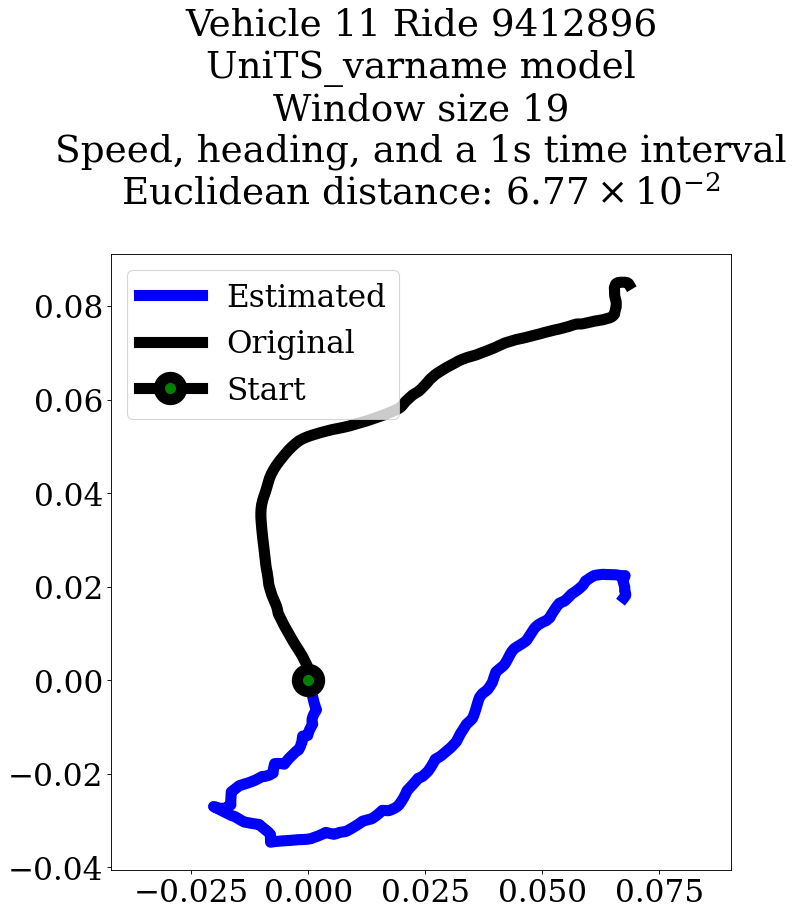 Vehicle 11 Ride 9412896
UniTS_varname model
Window size 19
Speed, heading, and a 1s time interval
Euclidean distance: 6.77 × 10⁻²
Estimated
Original
Start
0.08
0.06
0.04
0.02
0.00
−0.02
−0.04
−0.025 0.000 0.025 0.050 0.075